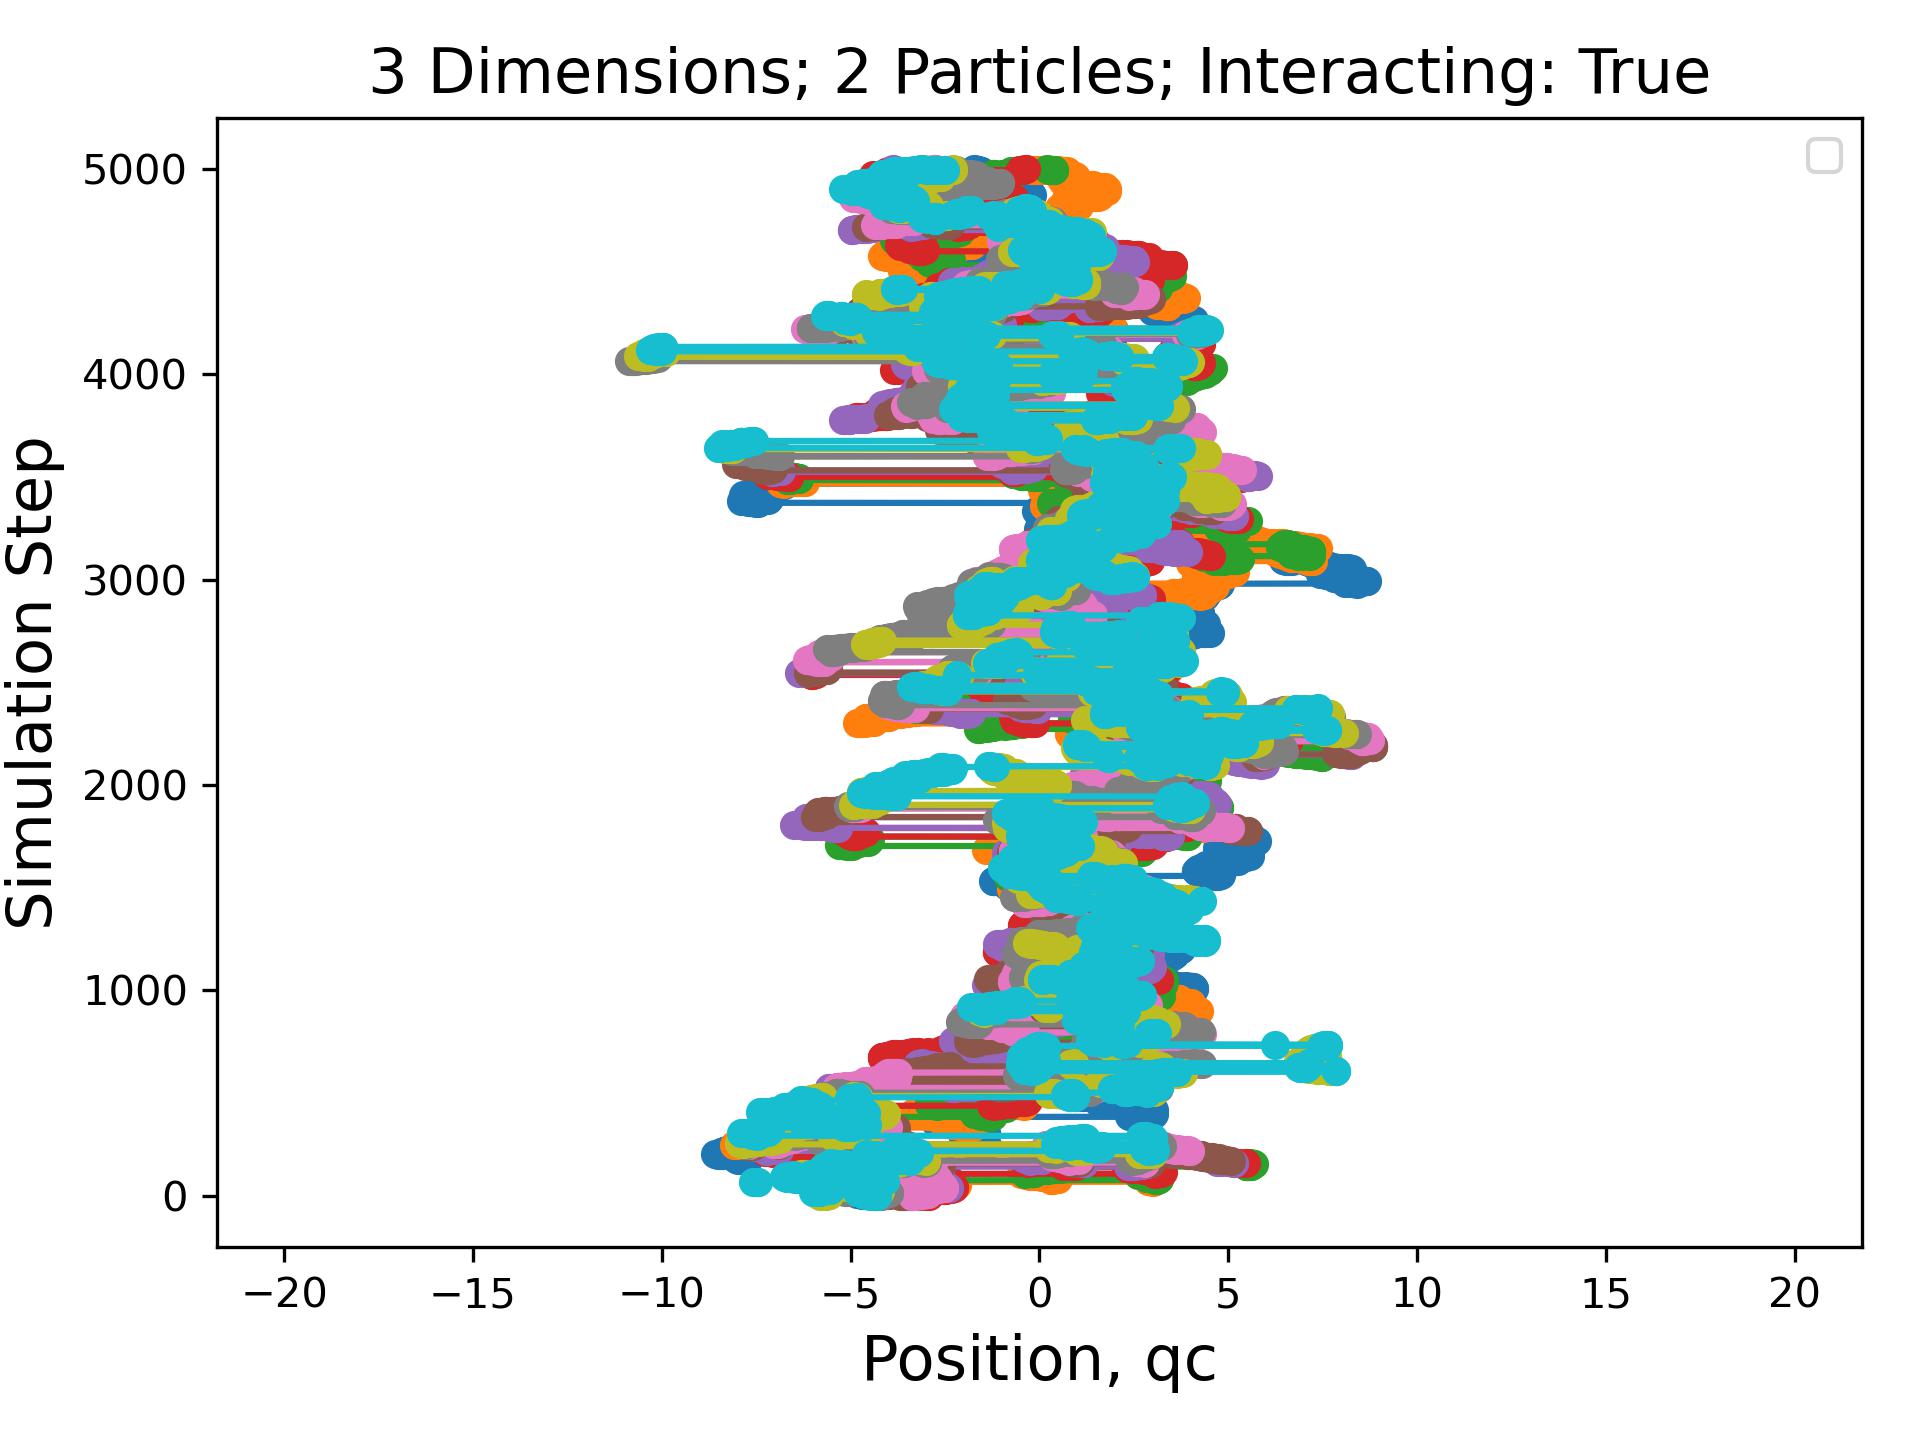 3 Dimensions; 2 Particles; Interacting: True
5000
4000
3000
2000
1000
0
Simulation Step
−20 −15 −10 −5 0 5 10 15 20
Position, qc